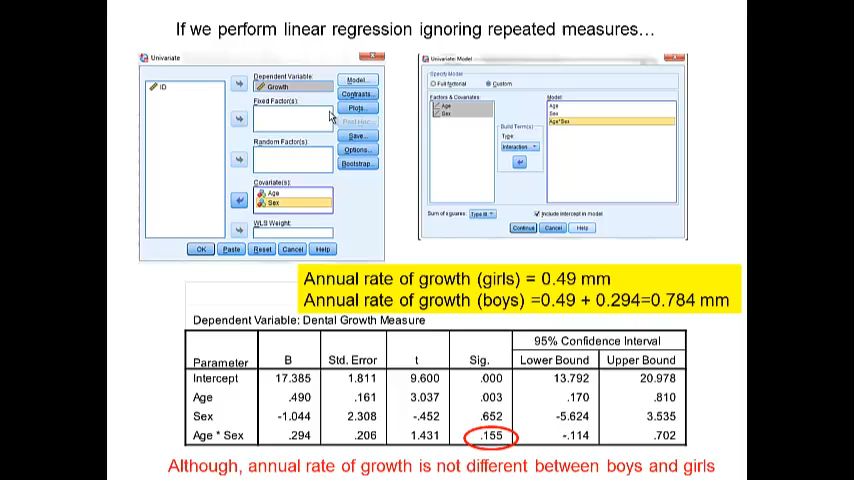 If we perform linear regression ignoring repeated measures…
Univariate
ID
Dependent Variable:
Growth
Fixed Factor(s):
Random Factor(s):
Covariate(s):
Age
Sex
WLS Weight:
Model...
Contrasts...
Plots...
Post Hoc...
Save...
Options...
Bootstrap...
OK Paste Reset Cancel Help
Univariate: Model
Specify Model
Full factorial Custom
Factors & Covariates:
Age
Sex
Build Term(s)
Type:
Interaction
Model:
Age
Sex
Age*Sex
Sum of squares: Type III
Include intercept in model
Continue Cancel Help
Annual rate of growth (girls) = 0.49 mm
Annual rate of growth (boys) =0.49 + 0.294=0.784 mm
Dependent Variable: Dental Growth Measure
95% Confidence Interval
Parameter B Std. Error t Sig. Lower Bound Upper Bound
Intercept 17.385 1.811 9.600 .000 13.792 20.978
Age .490 .161 3.037 .003 .170 .810
Sex -1.044 2.308 -.452 .652 -5.624 3.535
Age * Sex .294 .206 1.431 .155 -.114 .702
Although, annual rate of growth is not different between boys and girls